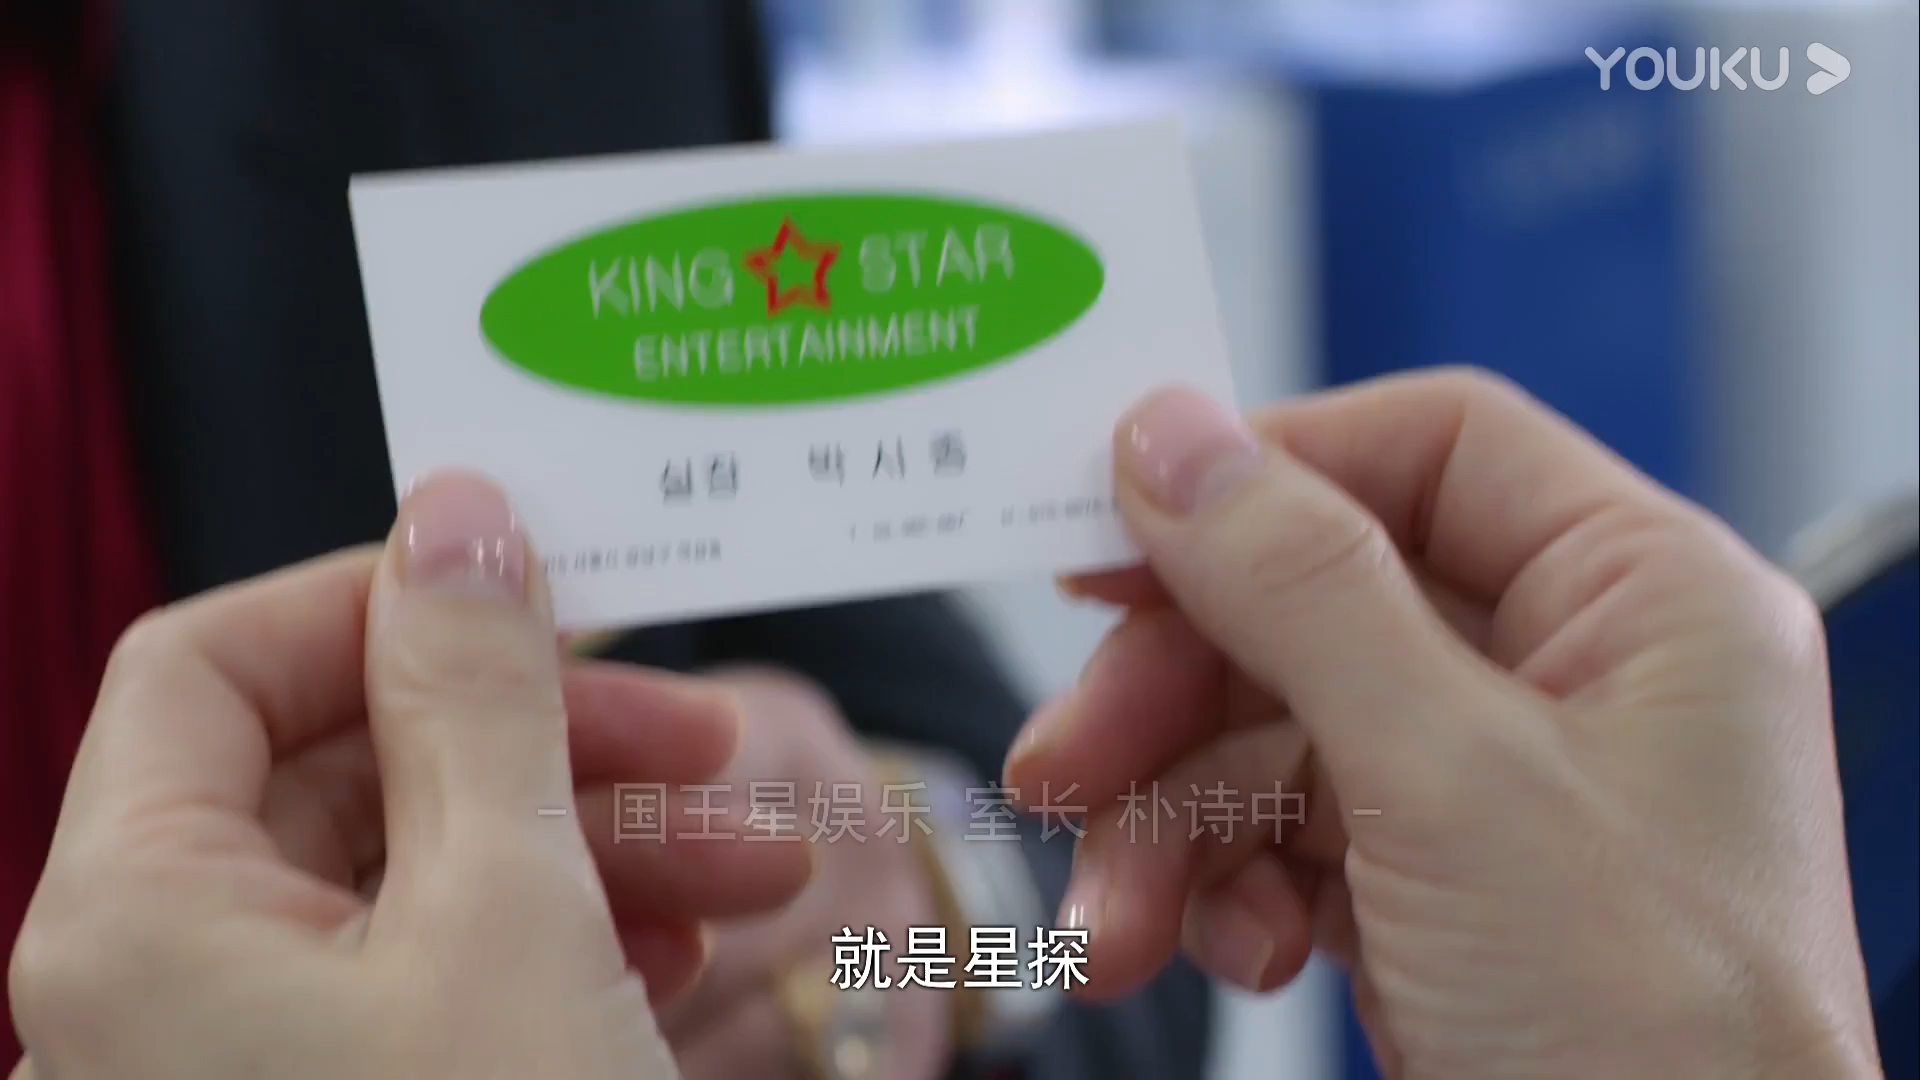 YOUKU
KING STAR
ENTERTAINMENT
실장 박시중
- 国王星娱乐 室长 朴诗中 -
就是星探